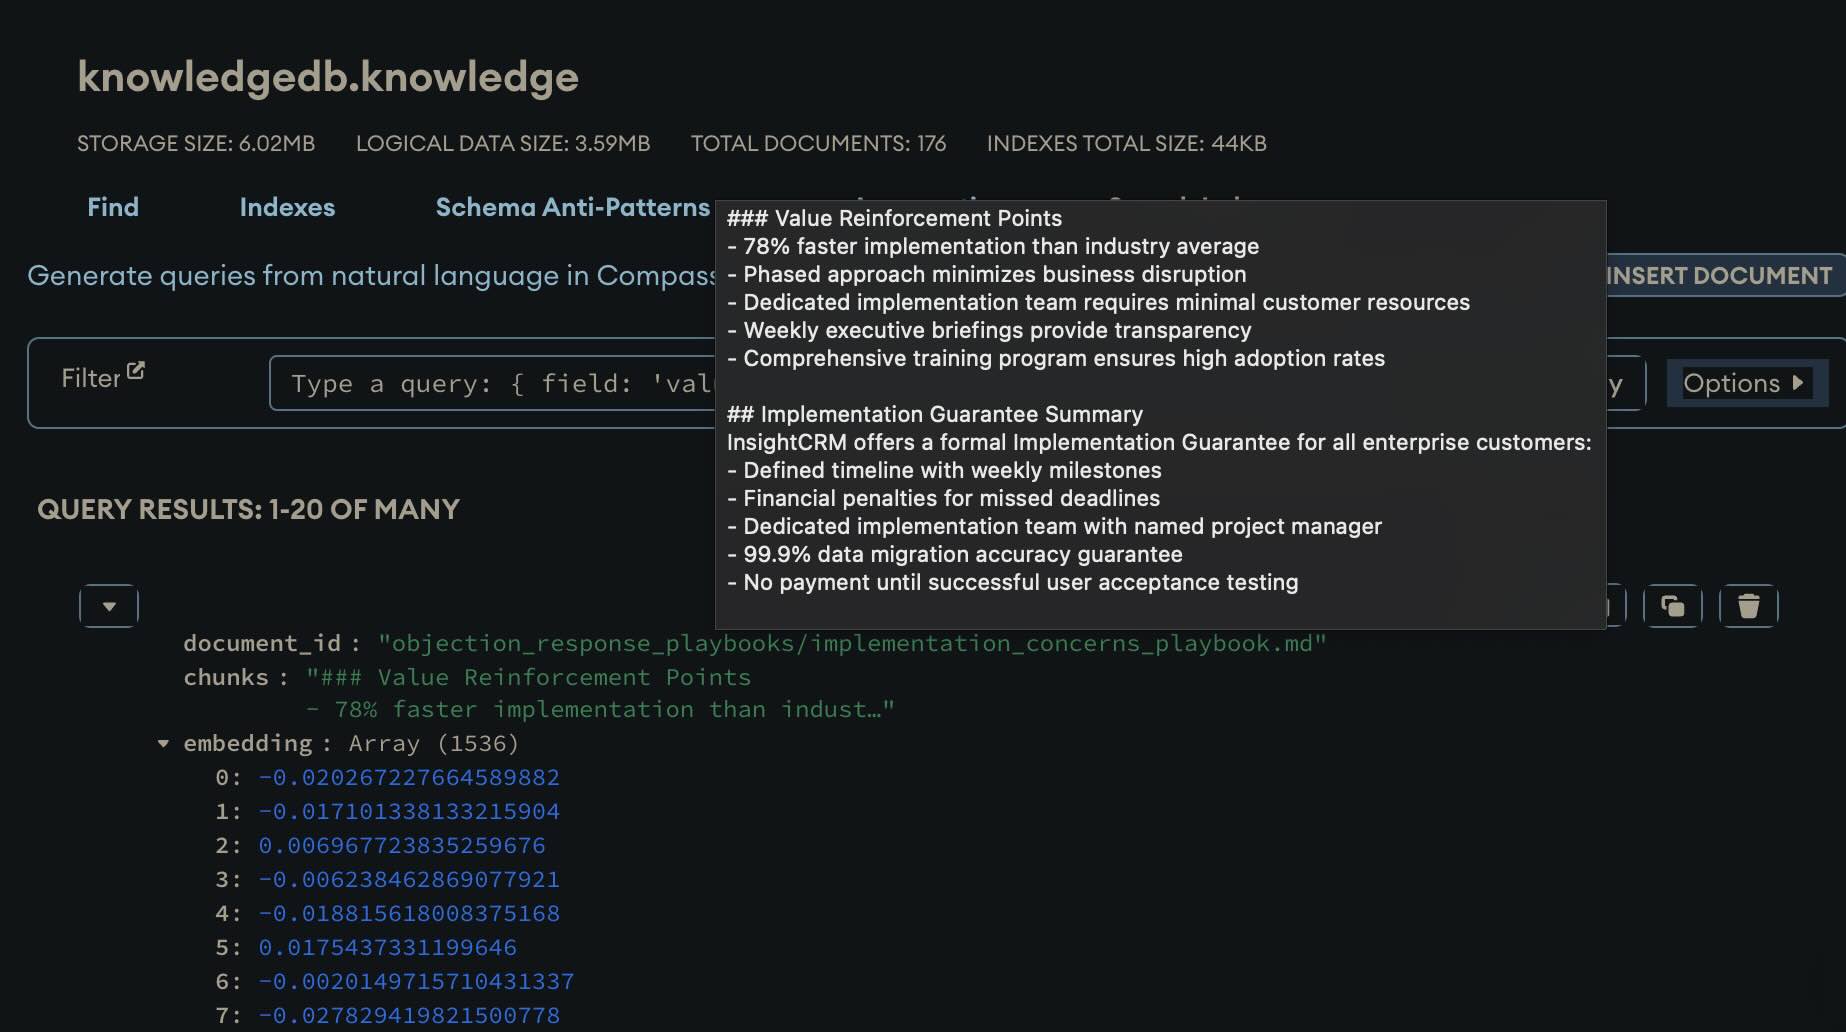 knowledgedb.knowledge
STORAGE SIZE: 6.02MB LOGICAL DATA SIZE: 3.59MB TOTAL DOCUMENTS: 176 INDEXES TOTAL SIZE: 44KB
Find Indexes Schema Anti-Patterns
### Value Reinforcement Points
- 78% faster implementation than industry average
- Phased approach minimizes business disruption
- Dedicated implementation team requires minimal customer resources
- Weekly executive briefings provide transparency
- Comprehensive training program ensures high adoption rates
## Implementation Guarantee Summary
InsightCRM offers a formal Implementation Guarantee for all enterprise customers:
- Defined timeline with weekly milestones
- Financial penalties for missed deadlines
- Dedicated implementation team with named project manager
- 99.9% data migration accuracy guarantee
- No payment until successful user acceptance testing
Generate queries from natural language in Compass
INSERT DOCUMENT
Filter
Type a query: { field: 'val
y
Options
QUERY RESULTS: 1-20 OF MANY
document_id : "objection_response_playbooks/implementation_concerns_playbook.md"
chunks : "### Value Reinforcement Points
- 78% faster implementation than indust…"
embedding : Array (1536)
0: -0.020267227664589882
1: -0.017101338133215904
2: 0.006967723835259676
3: -0.006238462869077921
4: -0.018815618008375168
5: 0.0175437331199646
6: -0.0020149715710431337
7: -0.027829419821500778